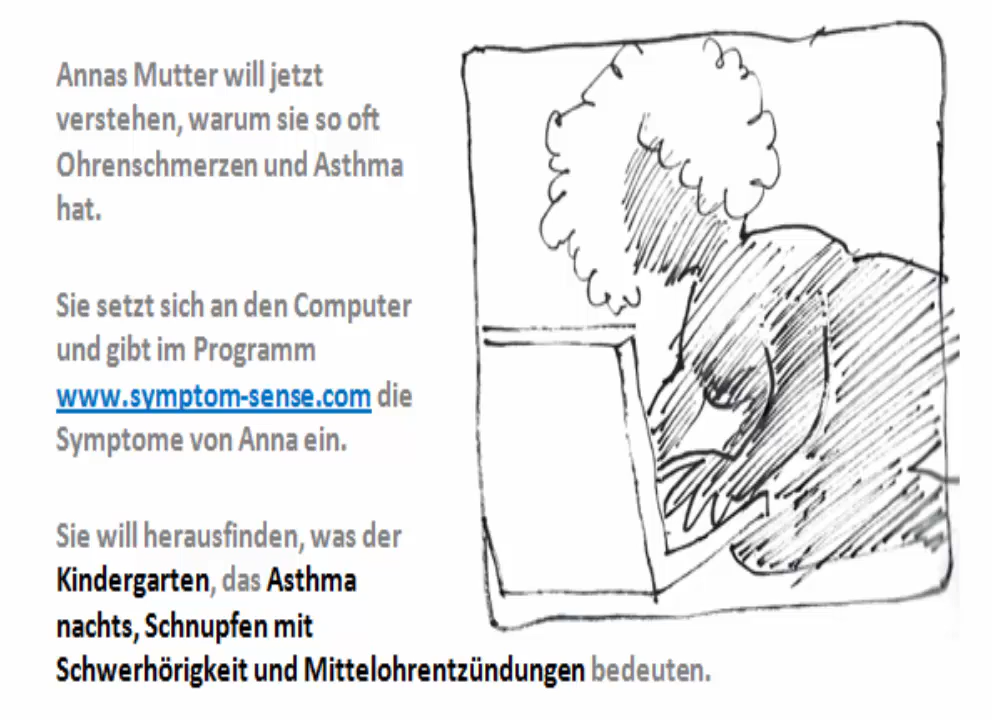 Annas Mutter will jetzt
verstehen, warum sie so oft
Ohrenschmerzen und Asthma
hat.
Sie setzt sich an den Computer
und gibt im Programm
www.symptom-sense.com die
Symptome von Anna ein.
Sie will herausfinden, was der
Kindergarten, das Asthma
nachts, Schnupfen mit
Schwerhörigkeit und Mittelohrentzündungen bedeuten.